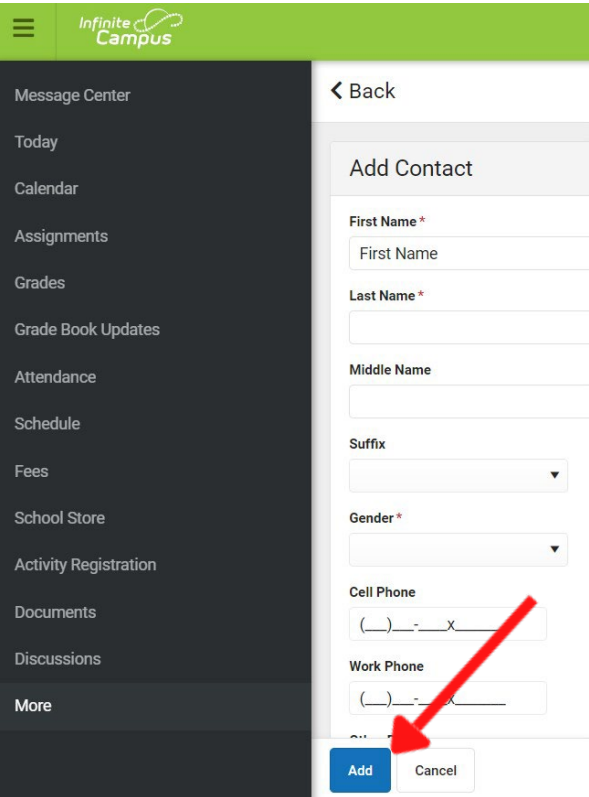 Infinite
Campus
Message Center
Today
Calendar
Assignments
Grades
Grade Book Updates
Attendance
Schedule
Fees
School Store
Activity Registration
Documents
Discussions
More
Back
Add Contact
First Name *
First Name
Last Name *
Middle Name
Suffix
Gender *
Cell Phone
(___)___-____x______
Work Phone
(___)___-____x______
Add
Cancel